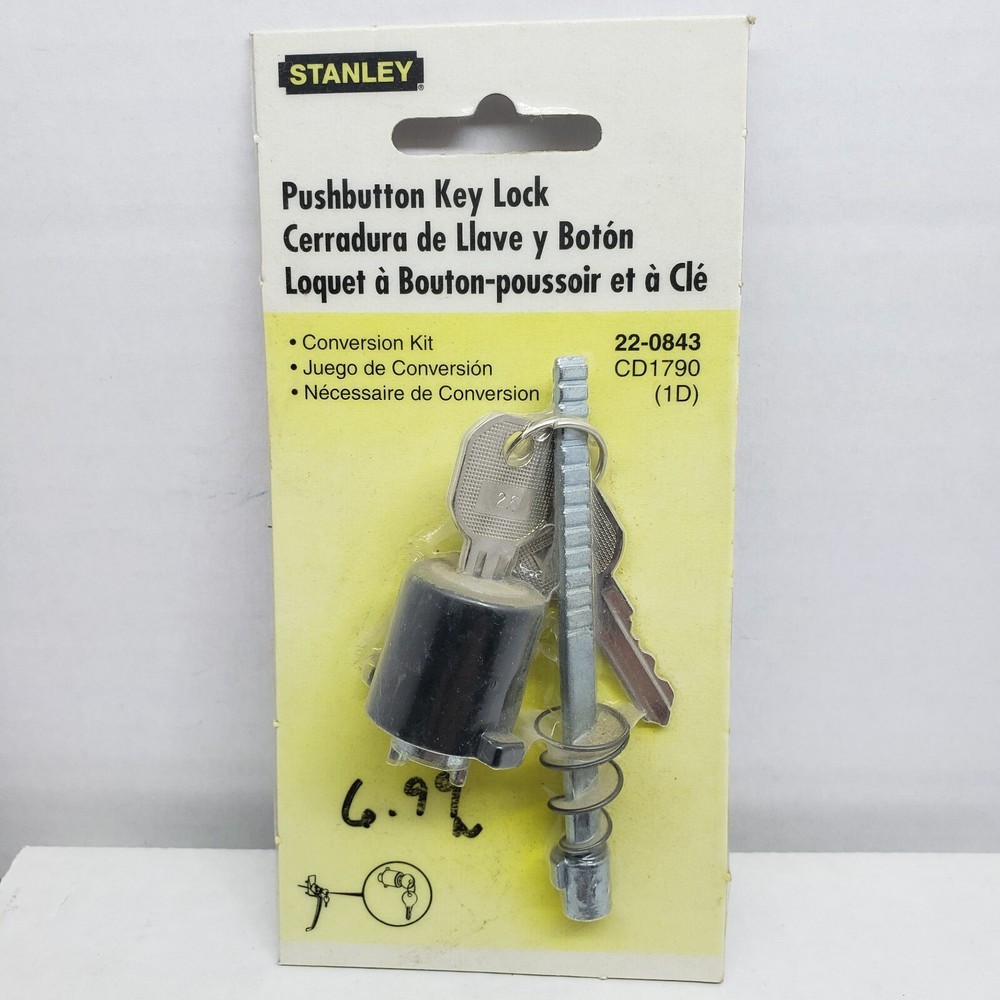 STANLEY®
Pushbutton Key Lock
Cerradura de Llave y Botón
Loquet à Bouton-poussoir et à Clé
• Conversion Kit
• Juego de Conversión
• Nécessaire de Conversion
22-0843
CD1790
(1D)
6.99